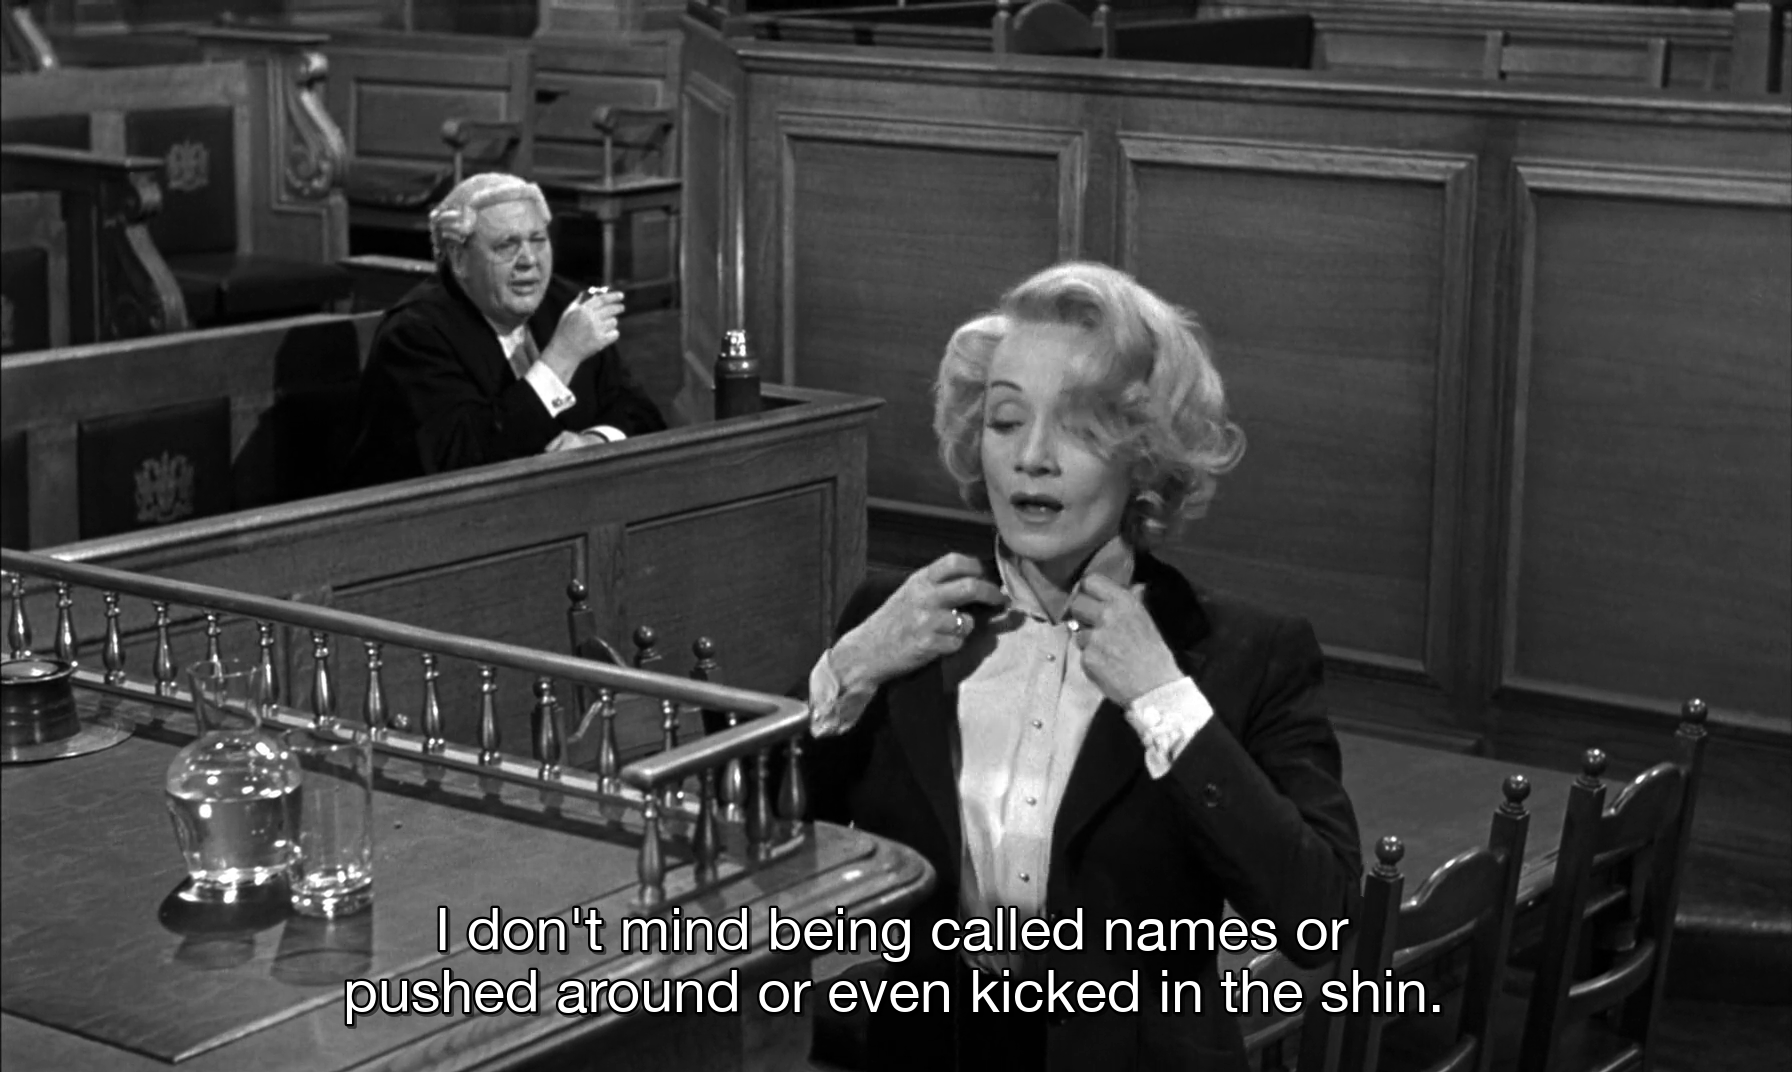 I don't mind being called names or
pushed around or even kicked in the shin.